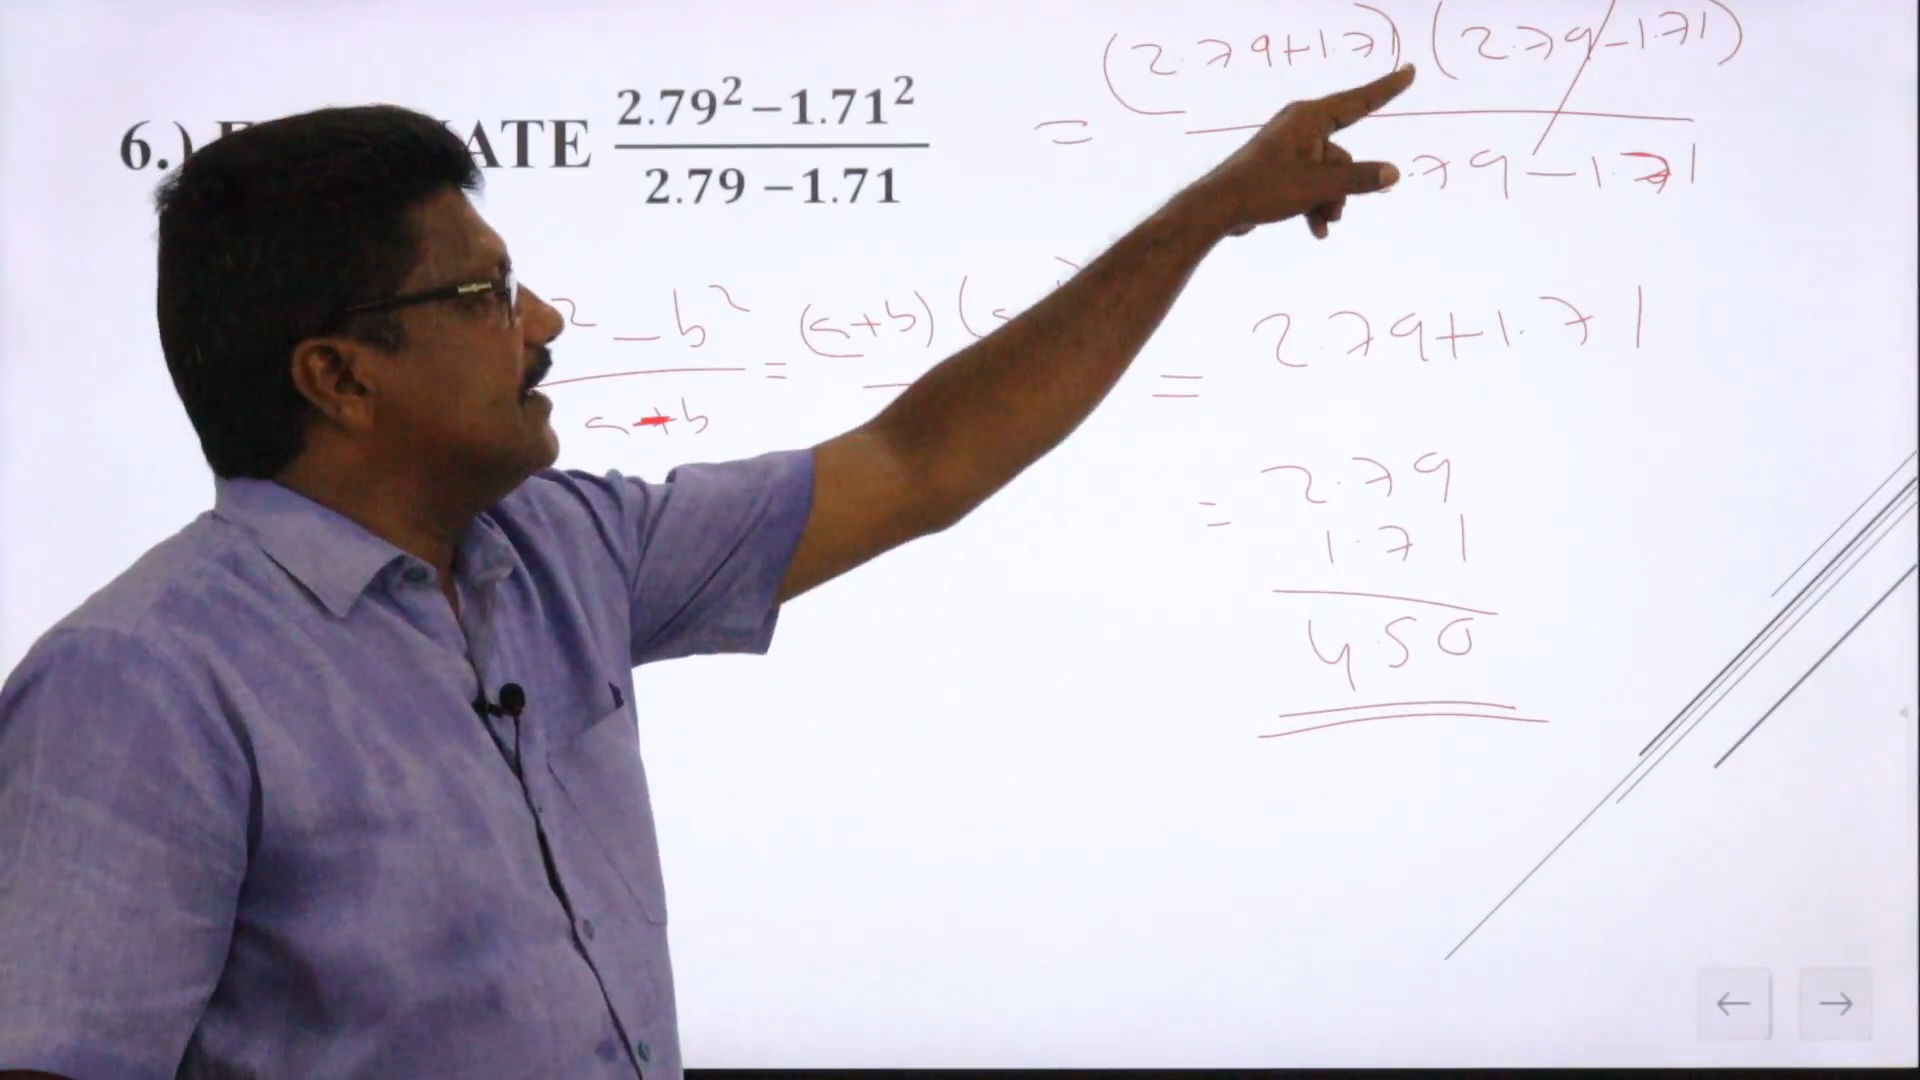 6.) ATE 2.79² – 1.71²
2.79 – 1.71
= (2.79+1.71) (2.79–1.71)
.79 – 1.71
² – b² = (a+b) (a
a+b
= 2.79+1.71
= 2.79
1.71
4.50
← →